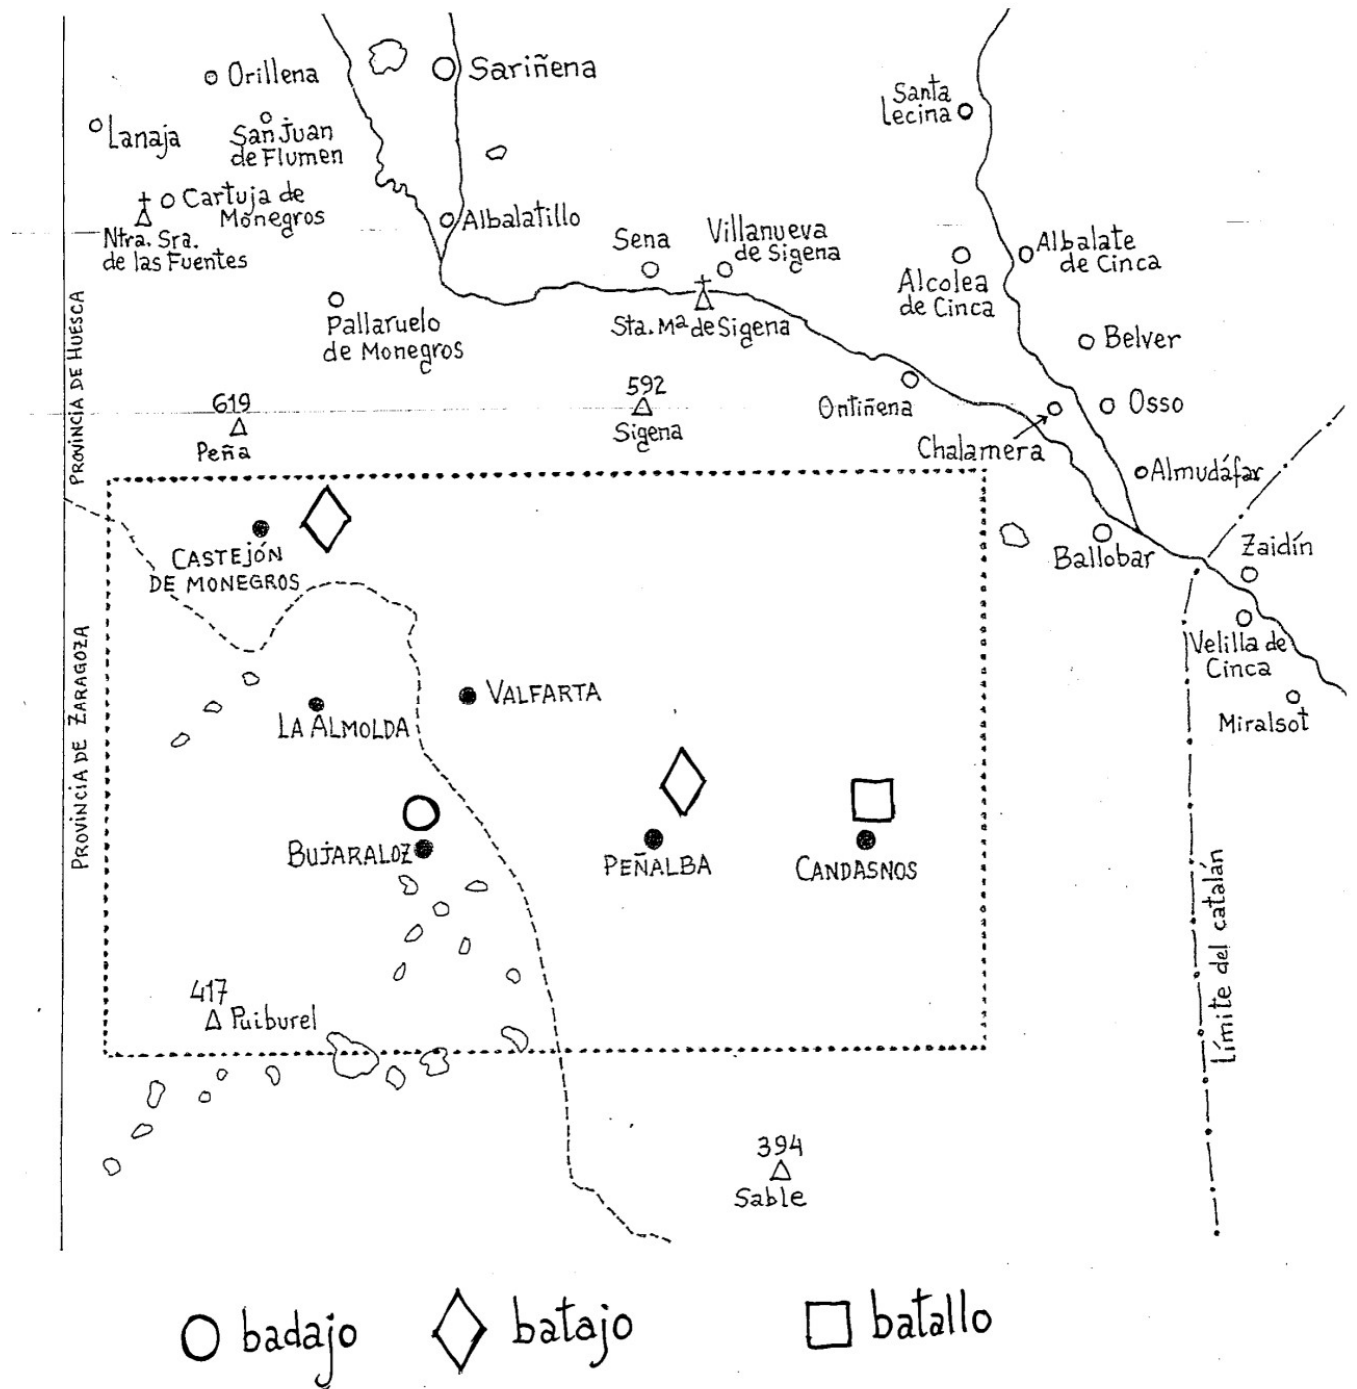 Orillena
Sariñena
Santa
Lecina
Lanaja
San Juan
de Flumen
Cartuja de
Monegros
Albalatillo
Ntra. Sra.
de las Fuentes
Sena
Villanueva
de Sigena
Albalate
de Cinca
Alcolea
de Cinca
Pallaruelo
de Monegros
Sta. Mª de Sigena
Belver
PROVINCIA DE HUESCA
619
Peña
592
Sigena
Ontiñena
Osso
Chalamera
Almudáfar
CASTEJÓN
DE MONEGROS
Ballobar
Zaidín
Velilla de
Cinca
Miralsot
PROVINCIA DE ZARAGOZA
LA ALMOLDA
VALFARTA
BUJARALOZ
PEÑALBA
CANDASNOS
Límite del catalán
417
Puiburel
394
Sable
badajo
batajo
batallo